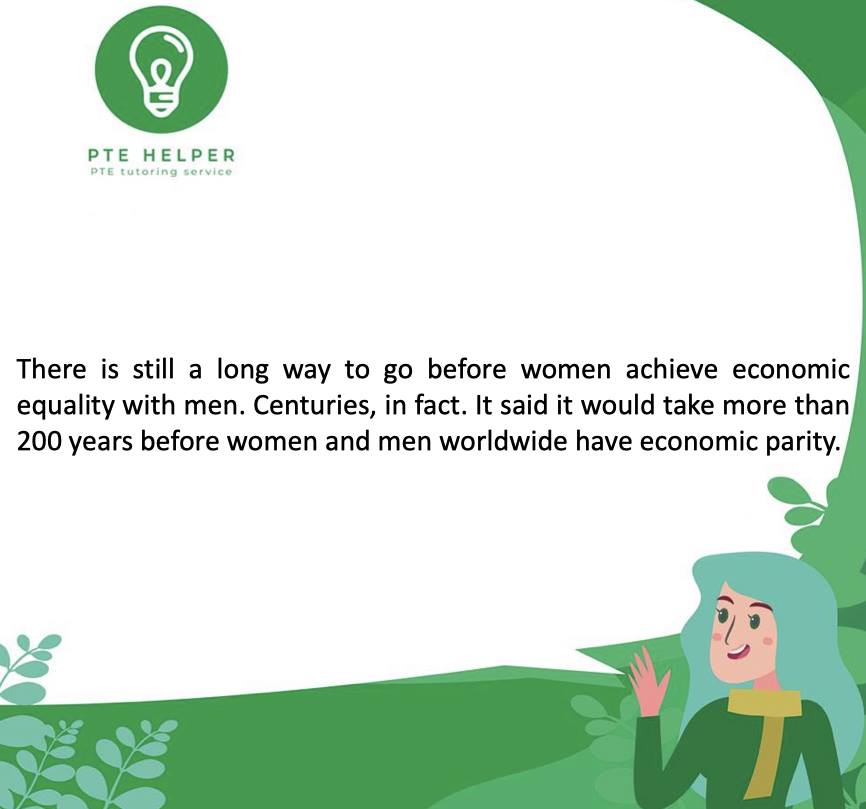 PTE HELPER
PTE tutoring service
There is still a long way to go before women achieve economic
equality with men. Centuries, in fact. It said it would take more than
200 years before women and men worldwide have economic parity.